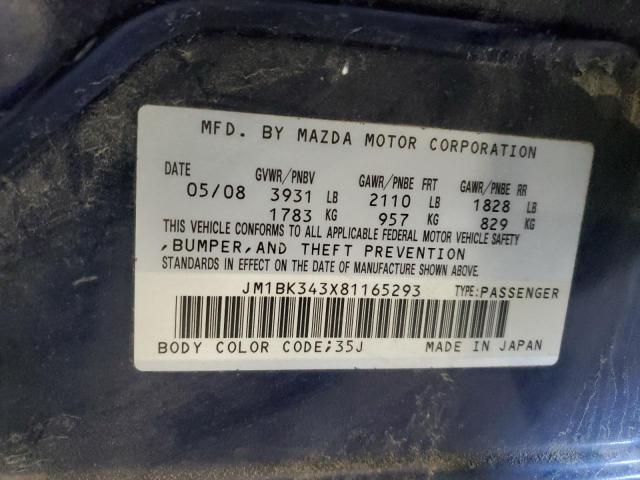 MFD. BY MAZDA MOTOR CORPORATION
DATE GVWR/PNBV GAWR/PNBE FRT GAWR/PNBE RR
05/08 3931 LB 2110 LB 1828 LB
1783 KG 957 KG 829 KG
THIS VEHICLE CONFORMS TO ALL APPLICABLE FEDERAL MOTOR VEHICLE SAFETY
,BUMPER,AND THEFT PREVENTION
STANDARDS IN EFFECT ON THE DATE OF MANUFACTURE SHOWN ABOVE.
JM1BK343X81165293 TYPE:PASSENGER
BODY COLOR CODE;35J MADE IN JAPAN